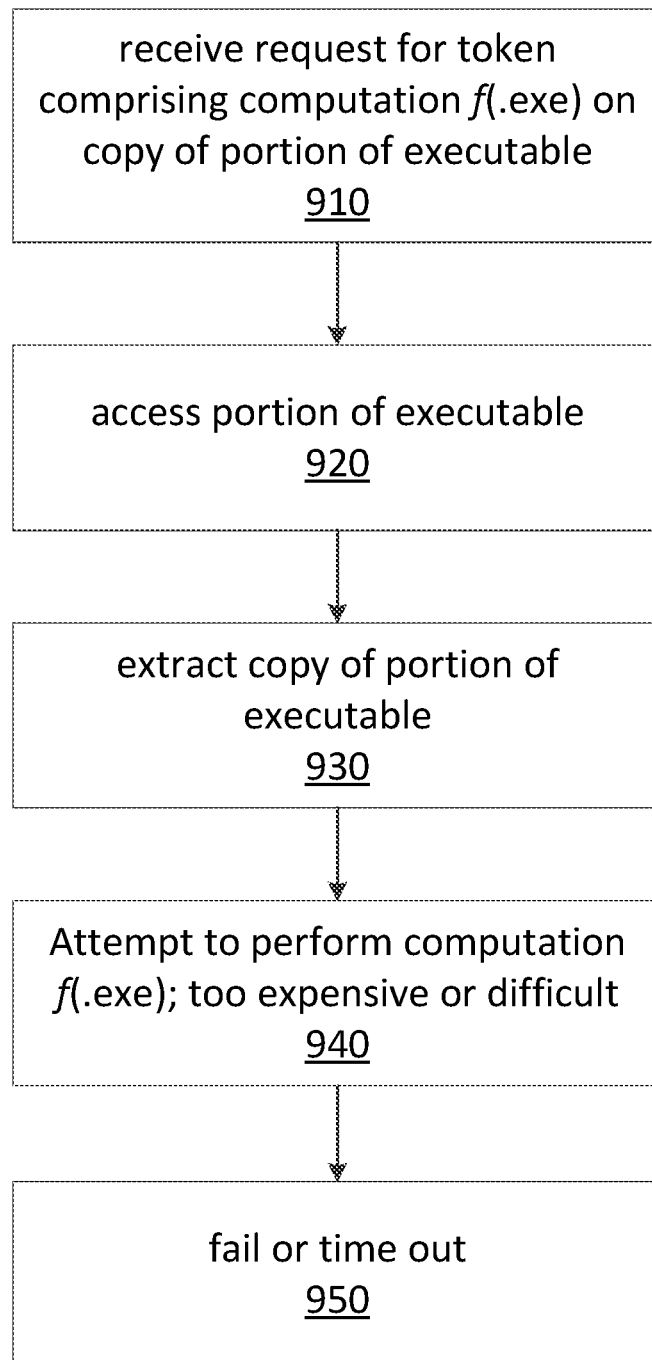 receive request for token
comprising computation f(.exe) on
copy of portion of executable
910
access portion of executable
920
extract copy of portion of
executable
930
Attempt to perform computation
f(.exe); too expensive or difficult
940
fail or time out
950